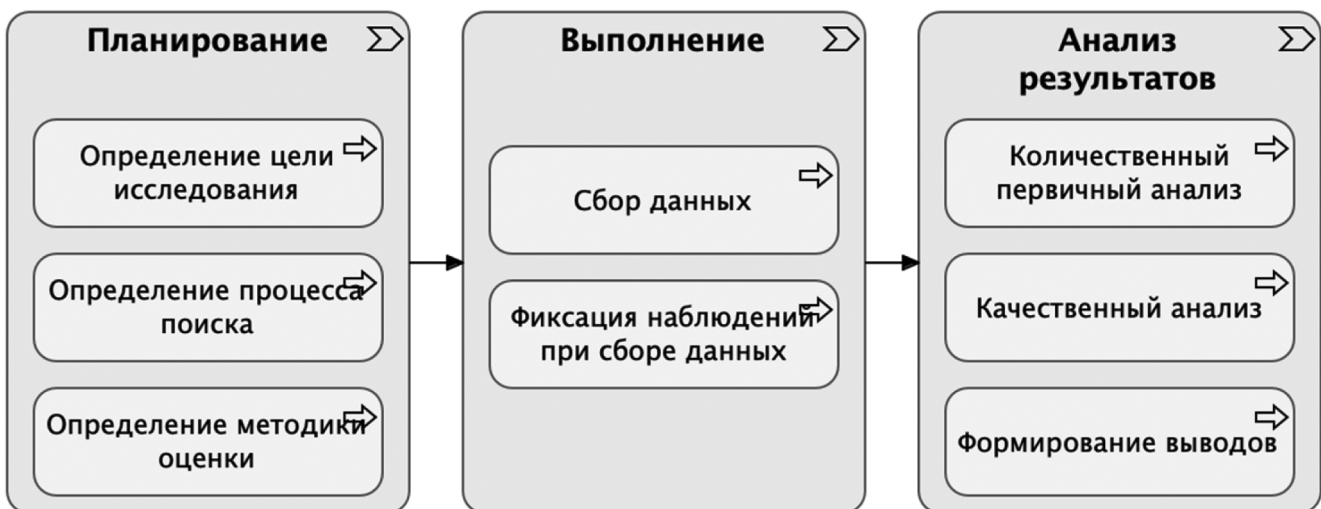 Планирование
Определение цели
исследования
Определение процесса
поиска
Определение методики
оценки
Выполнение
Сбор данных
Фиксация наблюдений
при сборе данных
Анализ
результатов
Количественный
первичный анализ
Качественный анализ
Формирование выводов